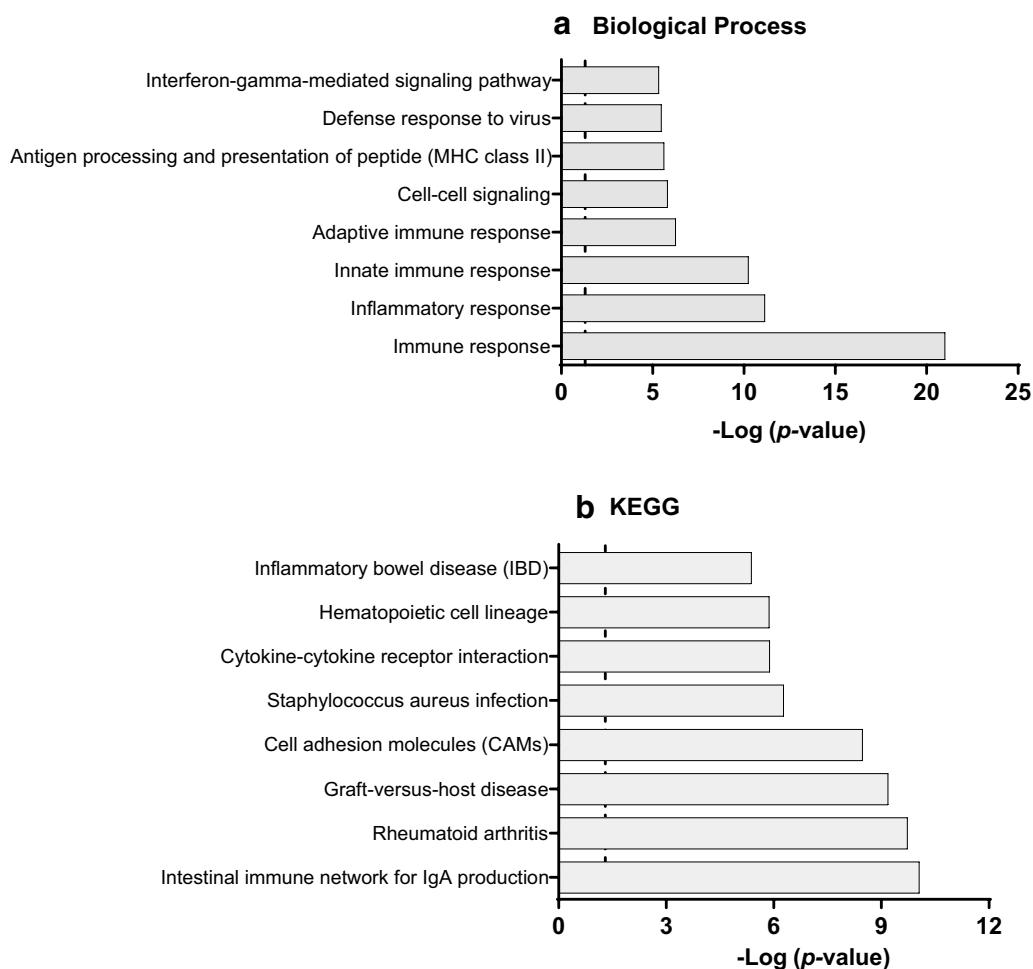 a Biological Process
Interferon-gamma-mediated signaling pathway
Defense response to virus
Antigen processing and presentation of peptide (MHC class II)
Cell-cell signaling
Adaptive immune response
Innate immune response
Inflammatory response
Immune response
0 5 10 15 20 25
-Log (p-value)
b KEGG
Inflammatory bowel disease (IBD)
Hematopoietic cell lineage
Cytokine-cytokine receptor interaction
Staphylococcus aureus infection
Cell adhesion molecules (CAMs)
Graft-versus-host disease
Rheumatoid arthritis
Intestinal immune network for IgA production
0 3 6 9 12
-Log (p-value)